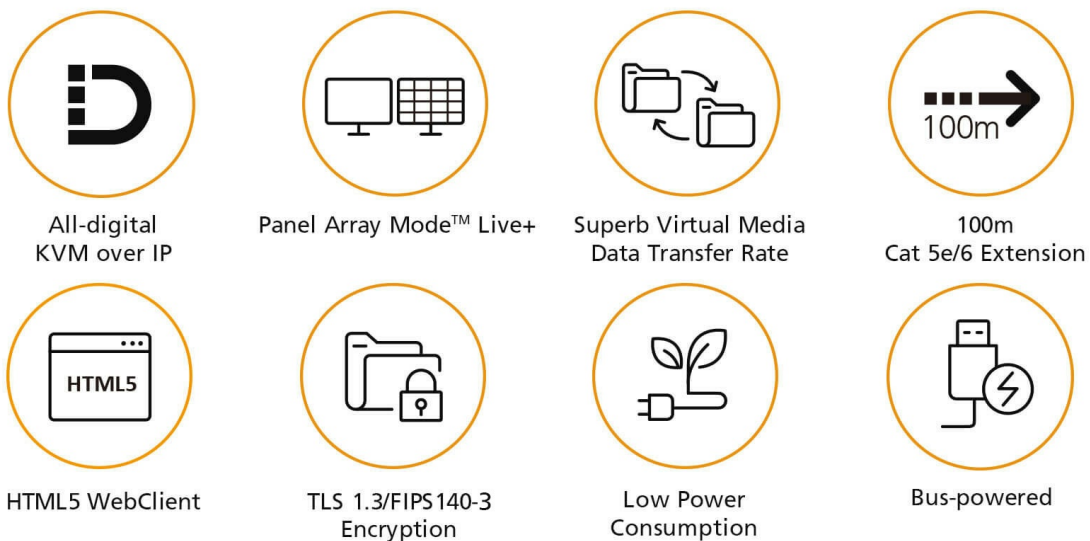 100m
All-digital
KVM over IP
Panel Array Mode™ Live+
Superb Virtual Media
Data Transfer Rate
100m
Cat 5e/6 Extension
HTML5
HTML5 WebClient
TLS 1.3/FIPS140-3
Encryption
Low Power
Consumption
Bus-powered